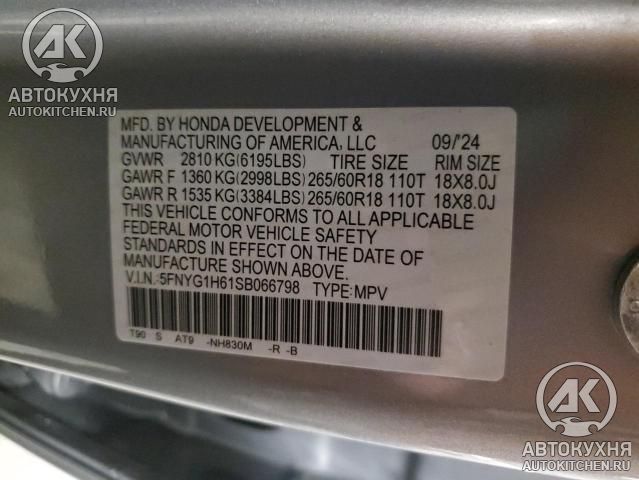 АК
АВТОКУХНЯ
AUTOKITCHEN.RU
MFD. BY HONDA DEVELOPMENT &
MANUFACTURING OF AMERICA, LLC 09/'24
GVWR 2810 KG(6195LBS) TIRE SIZE RIM SIZE
GAWR F 1360 KG(2998LBS) 265/60R18 110T 18X8.0J
GAWR R 1535 KG(3384LBS) 265/60R18 110T 18X8.0J
THIS VEHICLE CONFORMS TO ALL APPLICABLE
FEDERAL MOTOR VEHICLE SAFETY
STANDARDS IN EFFECT ON THE DATE OF
MANUFACTURE SHOWN ABOVE.
V.I.N.:5FNYG1H61SB066798 TYPE:MPV
T90 S AT9 -NH830M -R -B
АК
АВТОКУХНЯ
AUTOKITCHEN.RU